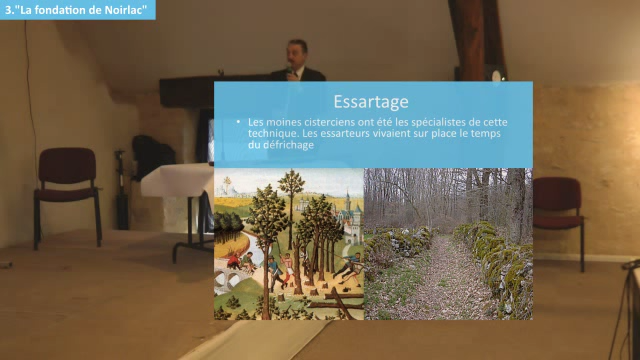 3."La fondation de Noirlac"
Essartage
• Les moines cisterciens ont été les spécialistes de cette
technique. Les essarteurs vivaient sur place le temps
du défrichage